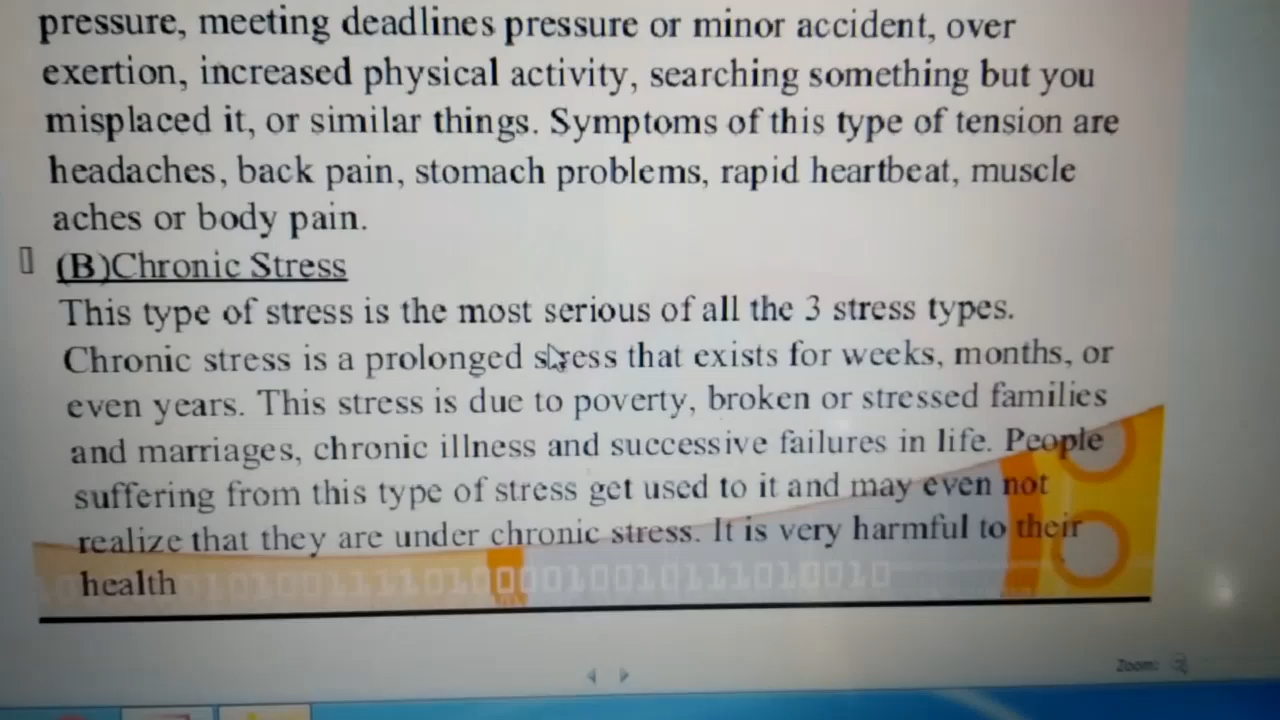 pressure, meeting deadlines pressure or minor accident, over
exertion, increased physical activity, searching something but you
misplaced it, or similar things. Symptoms of this type of tension are
headaches, back pain, stomach problems, rapid heartbeat, muscle
aches or body pain.
(B)Chronic Stress
This type of stress is the most serious of all the 3 stress types.
Chronic stress is a prolonged stress that exists for weeks, months, or
even years. This stress is due to poverty, broken or stressed families
and marriages, chronic illness and successive failures in life. People
suffering from this type of stress get used to it and may even not
realize that they are under chronic stress. It is very harmful to their
health
Zoom: